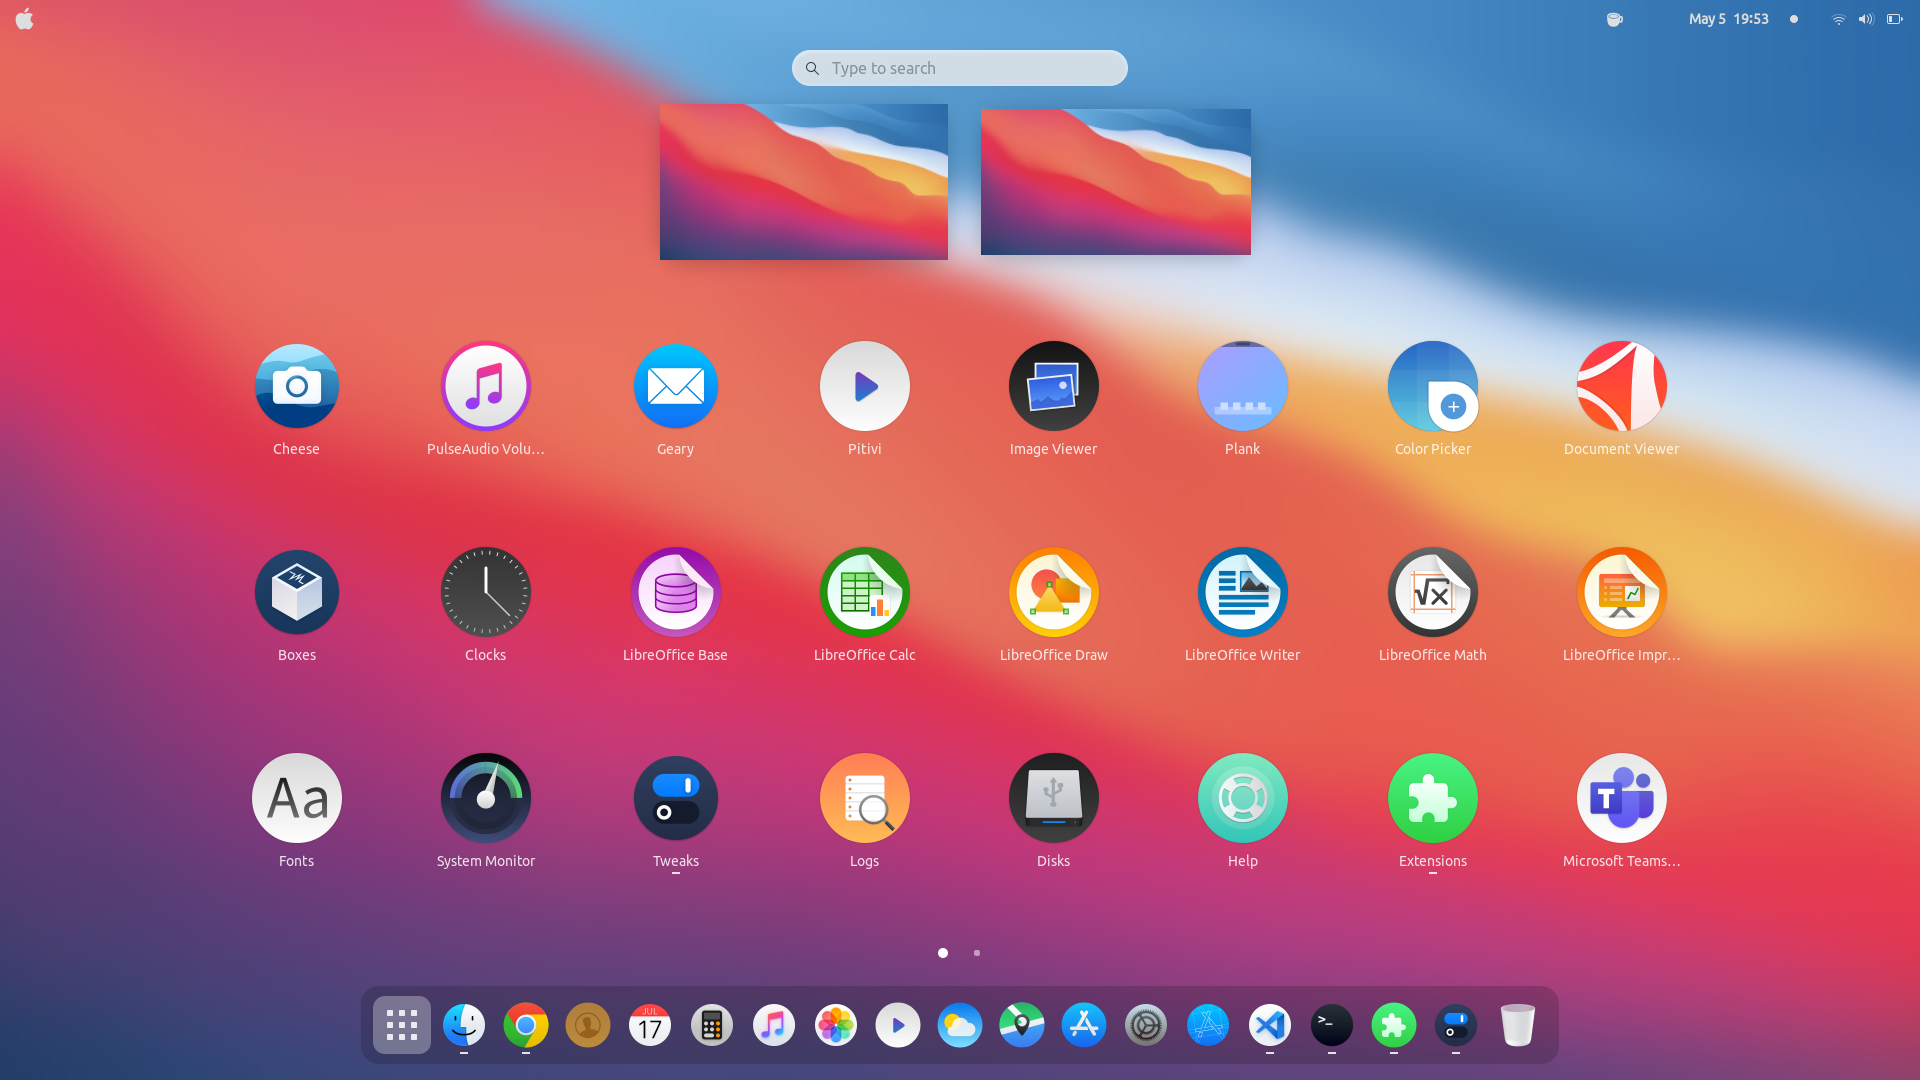 May 5 19:53
Type to search
Cheese
PulseAudio Volu...
Geary
Pitivi
Image Viewer
Plank
Color Picker
Document Viewer
Boxes
Clocks
LibreOffice Base
LibreOffice Calc
LibreOffice Draw
LibreOffice Writer
LibreOffice Math
LibreOffice Impr...
Aa
T
Fonts
System Monitor
Tweaks
Logs
Disks
Help
Extensions
Microsoft Teams...
JUL
17
>_